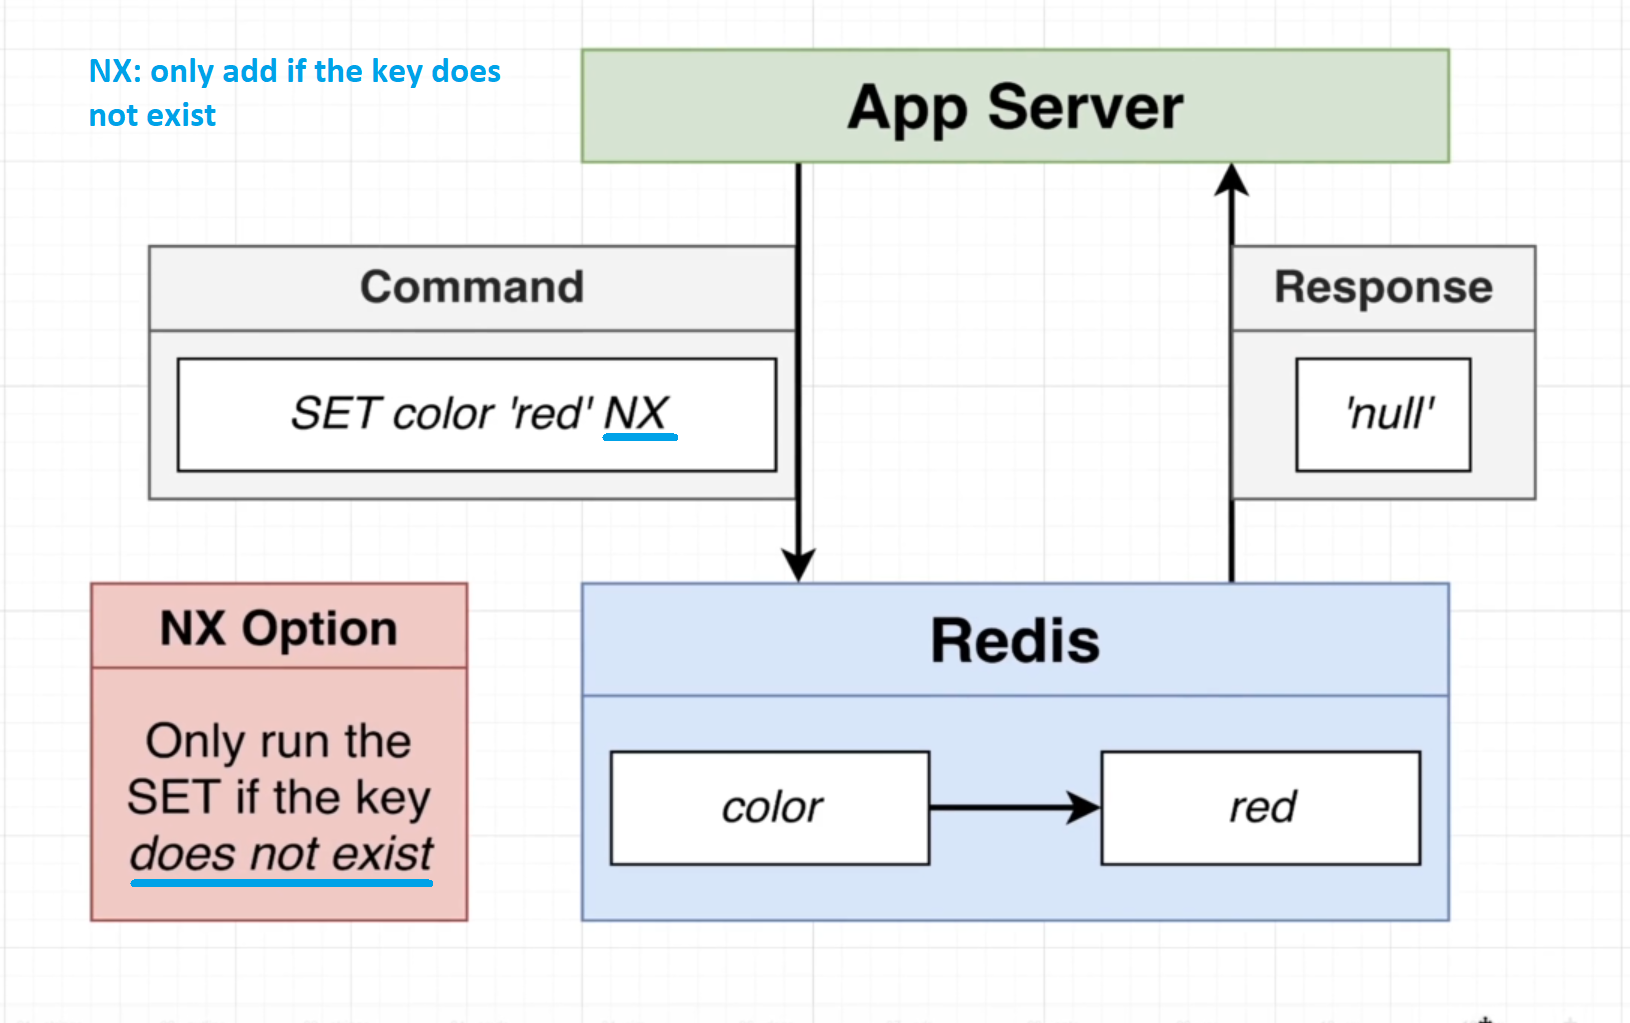 NX: only add if the key does
not exist
App Server
Command
SET color 'red' NX
Response
'null'
NX Option
Only run the
SET if the key
does not exist
Redis
color
red